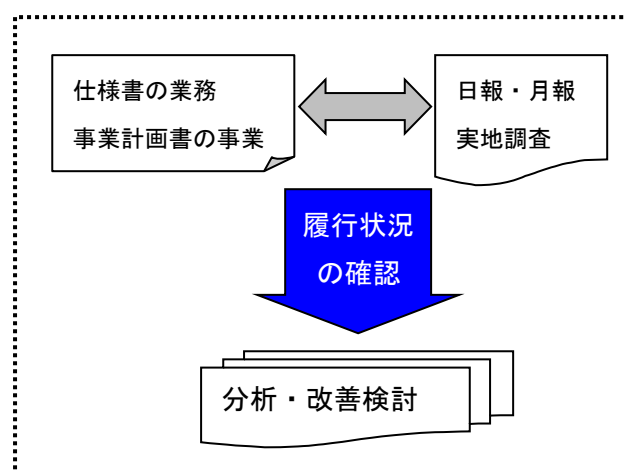 仕様書の業務
事業計画書の事業
日報・月報
実地調査
履行状況
の確認
分析・改善検討